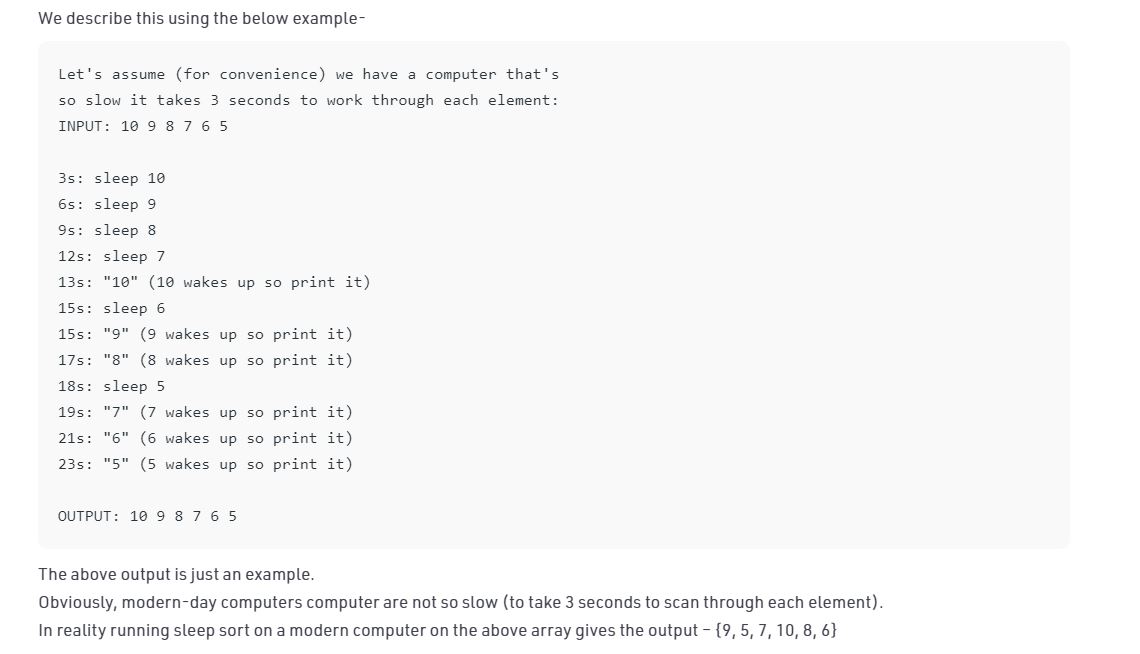 We describe this using the below example-
Let's assume (for convenience) we have a computer that's
so slow it takes 3 seconds to work through each element:
INPUT: 10 9 8 7 6 5
3s: sleep 10
6s: sleep 9
9s: sleep 8
12s: sleep 7
13s: "10" (10 wakes up so print it)
15s: sleep 6
15s: "9" (9 wakes up so print it)
17s: "8" (8 wakes up so print it)
18s: sleep 5
19s: "7" (7 wakes up so print it)
21s: "6" (6 wakes up so print it)
23s: "5" (5 wakes up so print it)
OUTPUT: 10 9 8 7 6 5
The above output is just an example.
Obviously, modern-day computers computer are not so slow (to take 3 seconds to scan through each element).
In reality running sleep sort on a modern computer on the above array gives the output – {9, 5, 7, 10, 8, 6}